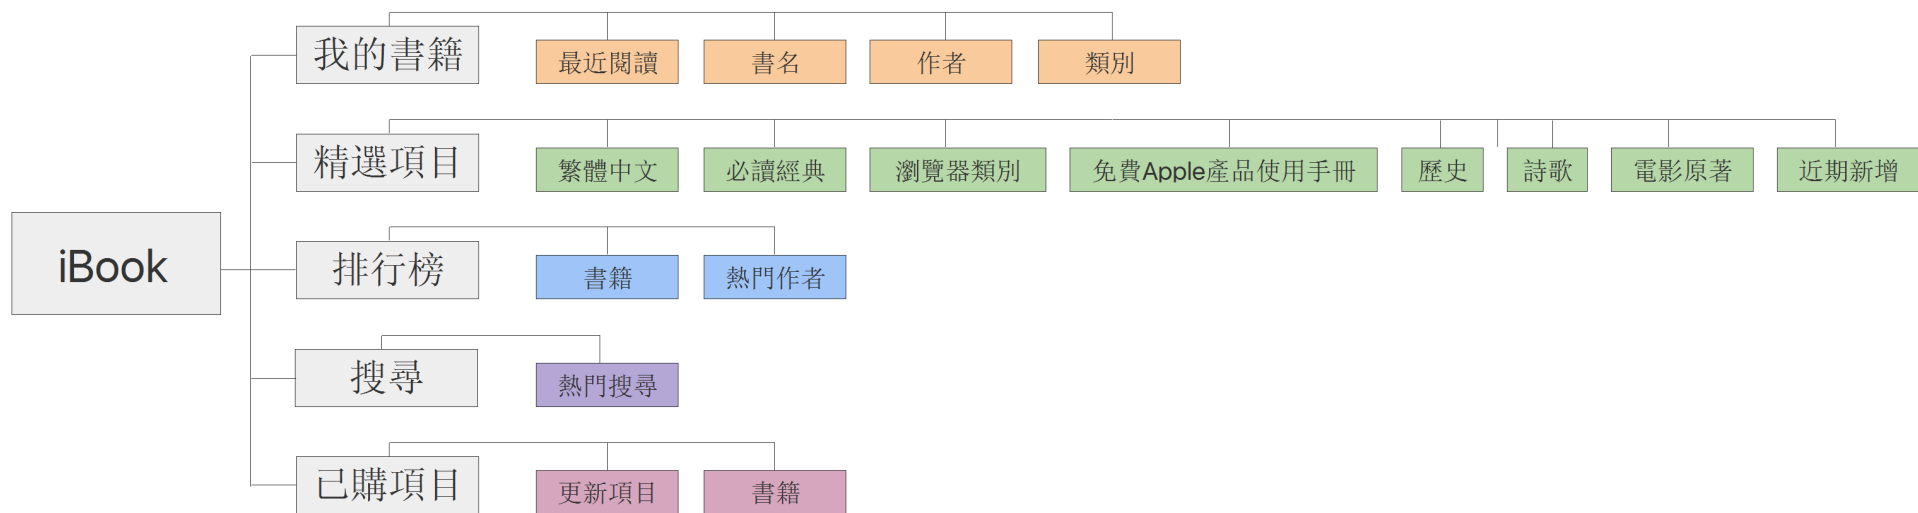 我的書籍
最近閱讀
書名
作者
類別
精選項目
繁體中文
必讀經典
瀏覽器類別
免費Apple產品使用手冊
歷史
詩歌
電影原著
近期新增
iBook
排行榜
書籍
熱門作者
搜尋
熱門搜尋
已購項目
更新項目
書籍